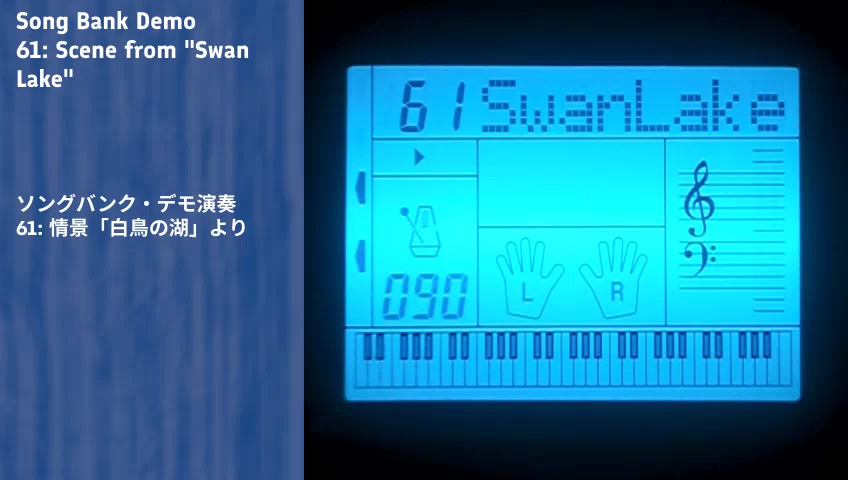 Song Bank Demo
61: Scene from "Swan
Lake"
ソングバンク・デモ演奏
61: 情景「白鳥の湖」より
61 SwanLake
090
L R